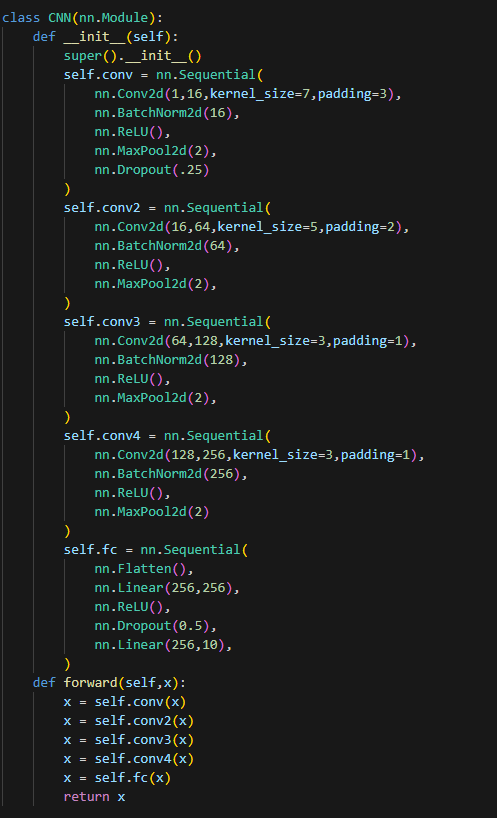 class CNN(nn.Module):
    def __init__(self):
        super().__init__()
        self.conv = nn.Sequential(
            nn.Conv2d(1,16,kernel_size=7,padding=3),
            nn.BatchNorm2d(16),
            nn.ReLU(),
            nn.MaxPool2d(2),
            nn.Dropout(.25)
        )
        self.conv2 = nn.Sequential(
            nn.Conv2d(16,64,kernel_size=5,padding=2),
            nn.BatchNorm2d(64),
            nn.ReLU(),
            nn.MaxPool2d(2),
        )
        self.conv3 = nn.Sequential(
            nn.Conv2d(64,128,kernel_size=3,padding=1),
            nn.BatchNorm2d(128),
            nn.ReLU(),
            nn.MaxPool2d(2),
        )
        self.conv4 = nn.Sequential(
            nn.Conv2d(128,256,kernel_size=3,padding=1),
            nn.BatchNorm2d(256),
            nn.ReLU(),
            nn.MaxPool2d(2)
        )
        self.fc = nn.Sequential(
            nn.Flatten(),
            nn.Linear(256,256),
            nn.ReLU(),
            nn.Dropout(0.5),
            nn.Linear(256,10),
        )
    def forward(self,x):
        x = self.conv(x)
        x = self.conv2(x)
        x = self.conv3(x)
        x = self.conv4(x)
        x = self.fc(x)
        return x